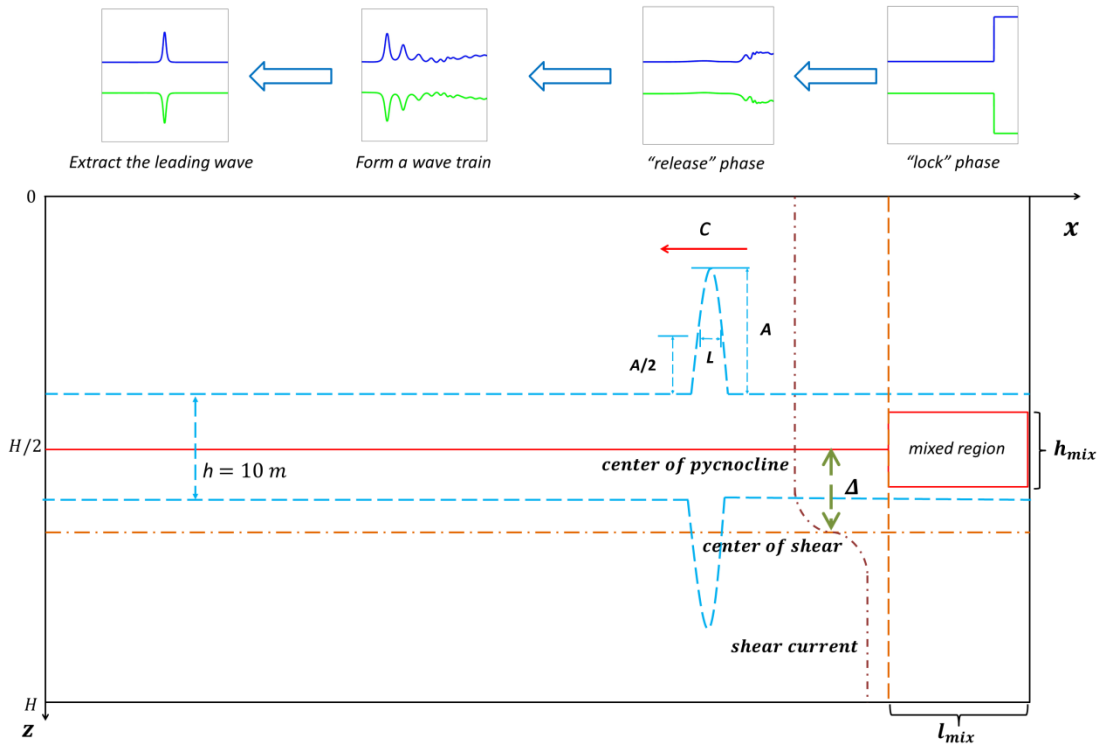 Extract the leading wave
Form a wave train
“release” phase
“lock” phase
0
x
C
A
A/2
L
H/2
h = 10 m
center of pycnocline
Δ
mixed region
h_mix
center of shear
shear current
H
z
l_mix